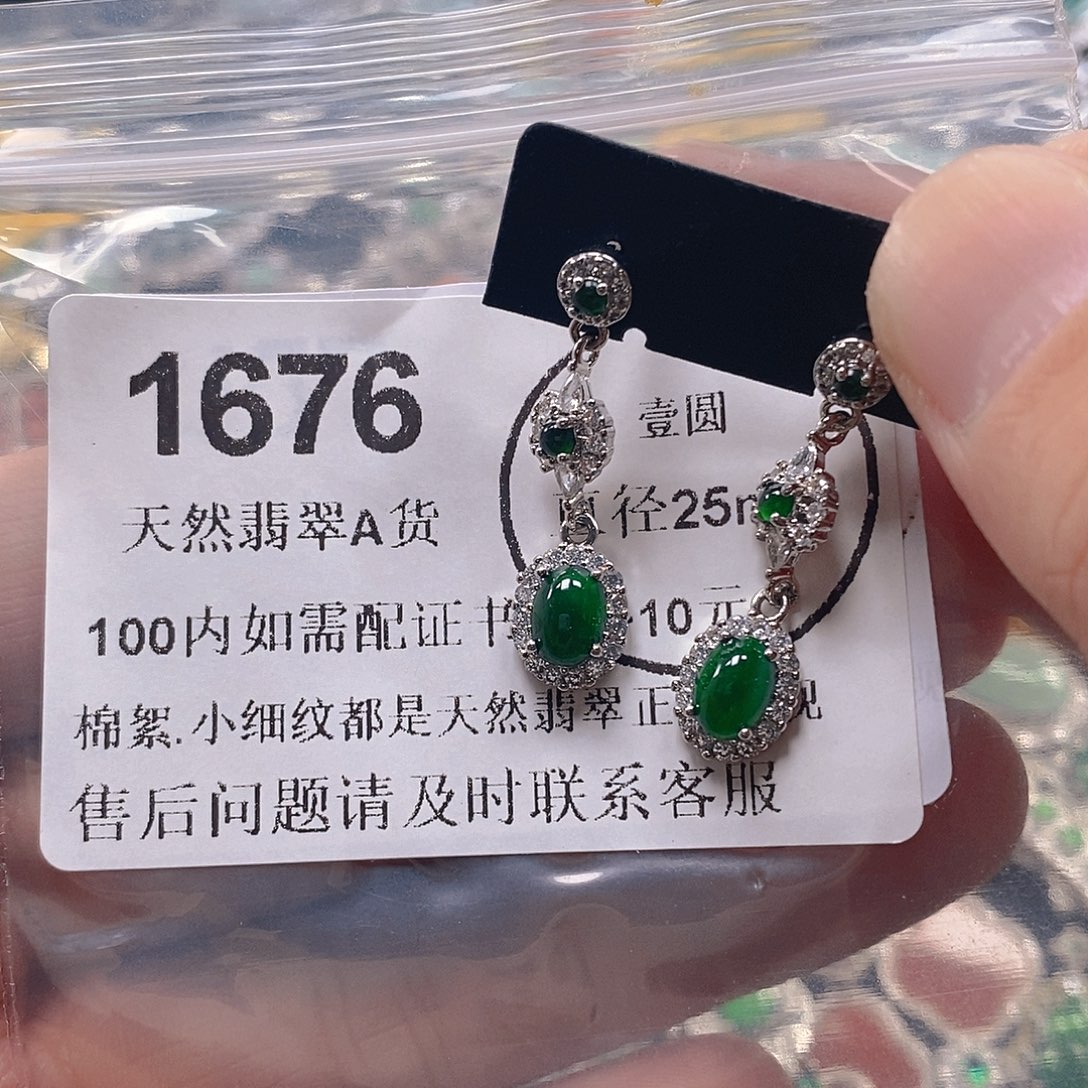 1676
壹圆
天然翡翠A货
径25
100内如需配证书
10元
棉絮.小细纹都是天然翡翠正
售后问题请及时联系客服